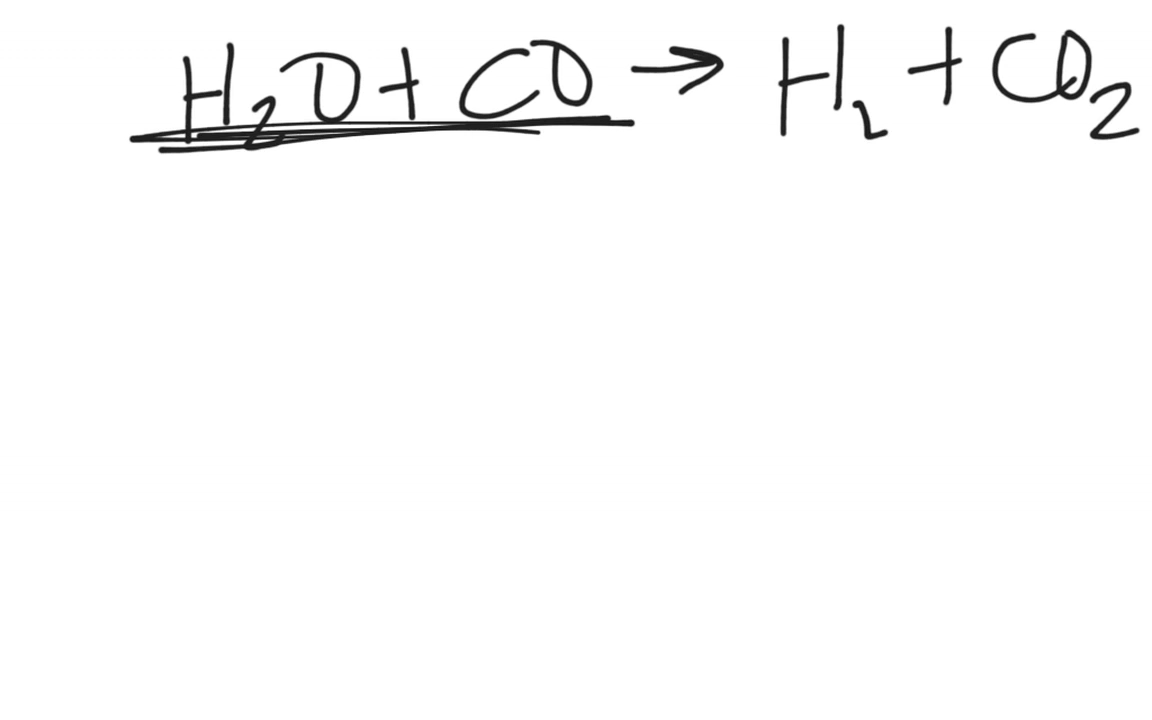 H₂O + CO → H₂ + CO₂